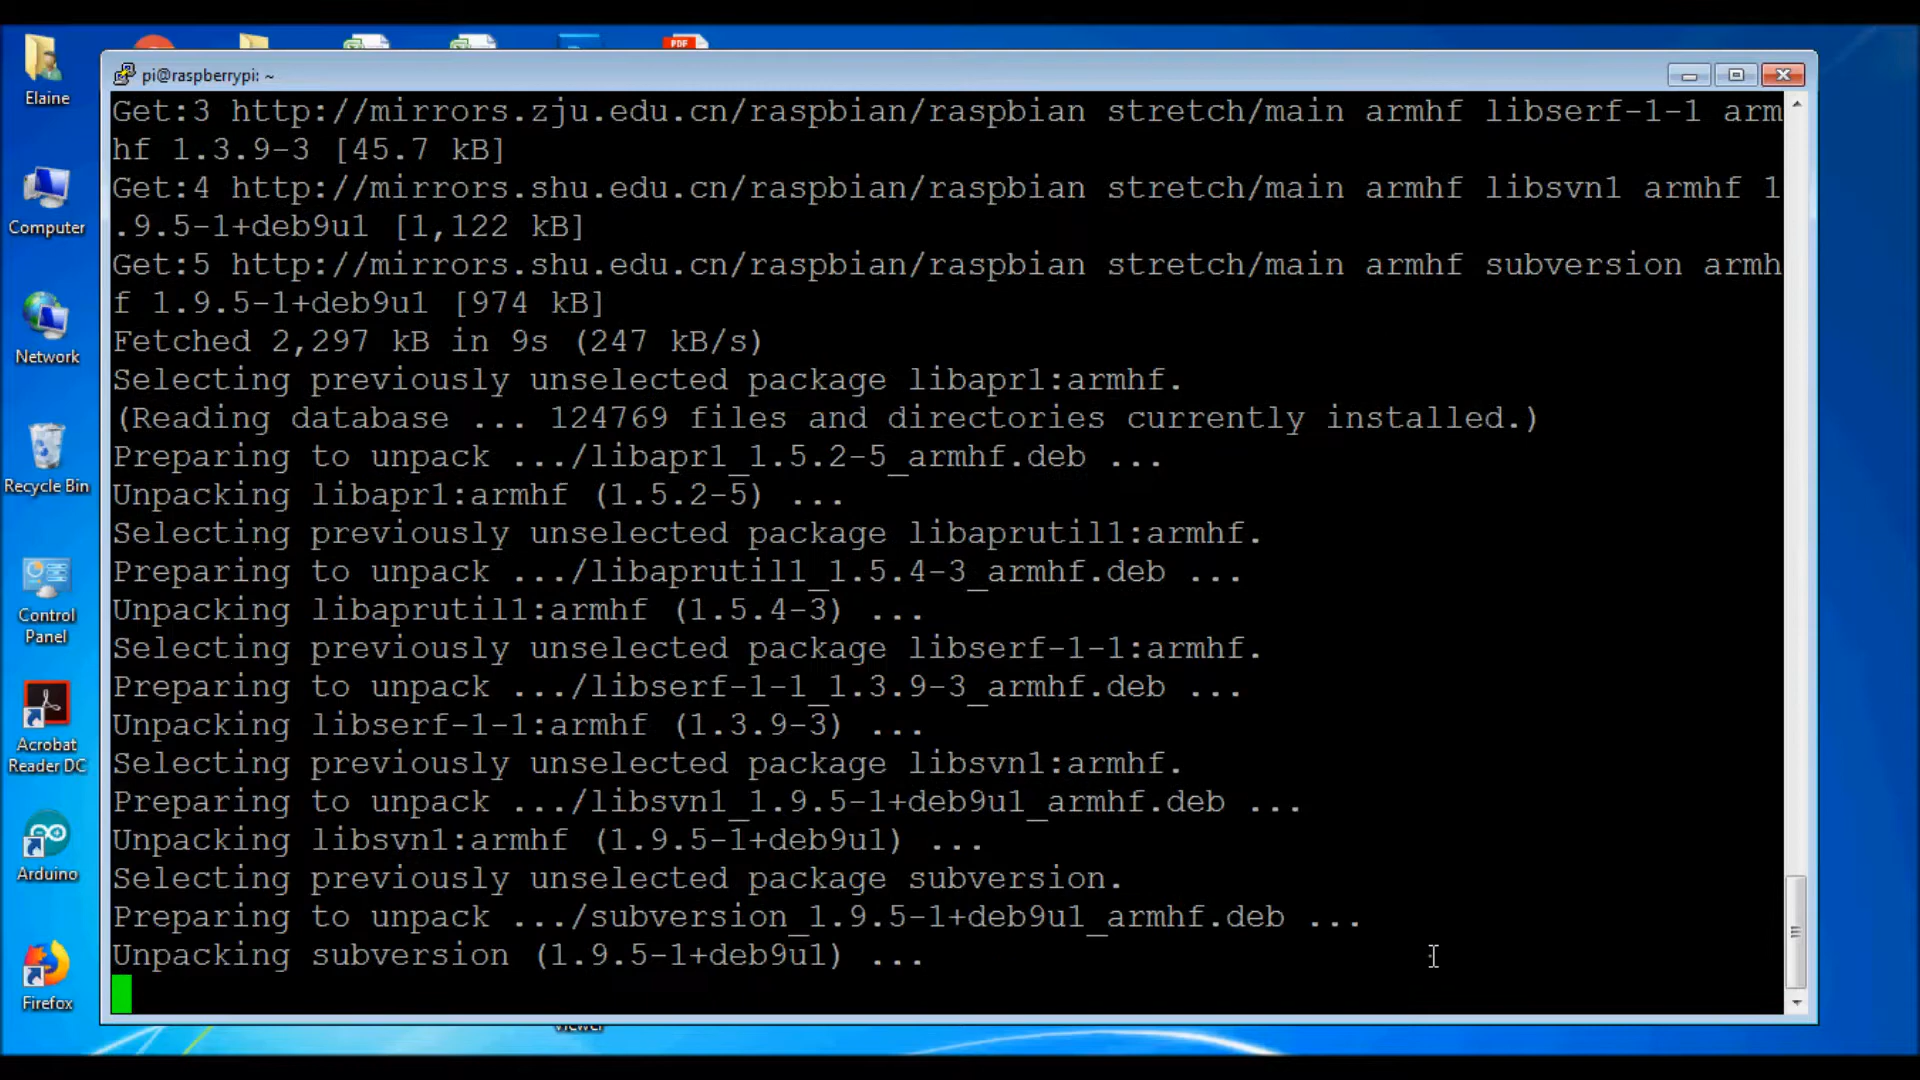 pi@raspberrypi: ~
Get:3 http://mirrors.zju.edu.cn/raspbian/raspbian stretch/main armhf libserf-1-1 arm
hf 1.3.9-3 [45.7 kB]
Get:4 http://mirrors.shu.edu.cn/raspbian/raspbian stretch/main armhf libsvn1 armhf 1
.9.5-1+deb9u1 [1,122 kB]
Get:5 http://mirrors.shu.edu.cn/raspbian/raspbian stretch/main armhf subversion armh
f 1.9.5-1+deb9u1 [974 kB]
Fetched 2,297 kB in 9s (247 kB/s)
Selecting previously unselected package libapr1:armhf.
(Reading database ... 124769 files and directories currently installed.)
Preparing to unpack .../libapr1_1.5.2-5_armhf.deb ...
Unpacking libapr1:armhf (1.5.2-5) ...
Selecting previously unselected package libaprutil1:armhf.
Preparing to unpack .../libaprutil1_1.5.4-3_armhf.deb ...
Unpacking libaprutil1:armhf (1.5.4-3) ...
Selecting previously unselected package libserf-1-1:armhf.
Preparing to unpack .../libserf-1-1_1.3.9-3_armhf.deb ...
Unpacking libserf-1-1:armhf (1.3.9-3) ...
Selecting previously unselected package libsvn1:armhf.
Preparing to unpack .../libsvn1_1.9.5-1+deb9u1_armhf.deb ...
Unpacking libsvn1:armhf (1.9.5-1+deb9u1) ...
Selecting previously unselected package subversion.
Preparing to unpack .../subversion_1.9.5-1+deb9u1_armhf.deb ...
Unpacking subversion (1.9.5-1+deb9u1) ...
Elaine
Computer
Network
Recycle Bin
Control
Panel
Acrobat
Reader DC
Arduino
Firefox
PDF
viewer